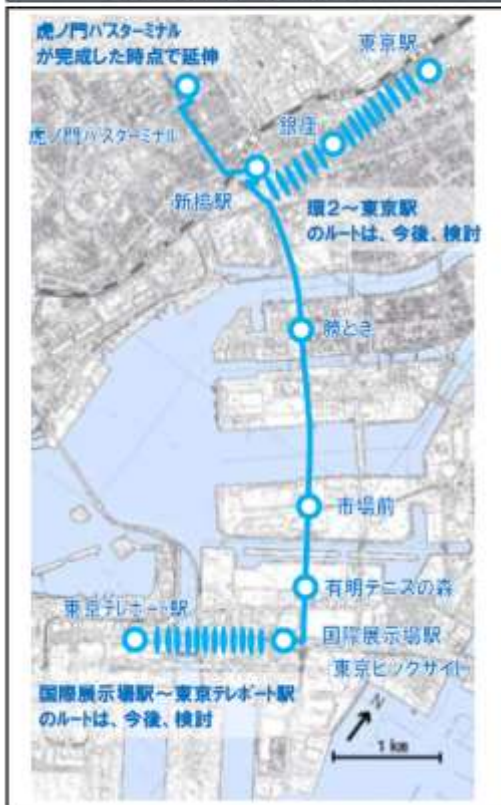 虎ノ門バスターミナル
が完成した時点で延伸
東京駅
銀座
虎ノ門バスターミナル
新橋駅
環2～東京駅
のルートは、今後、検討
勝どき
市場前
有明テニスの森
東京テレポート駅
国際展示場駅
東京ビックサイト
国際展示場駅～東京テレポート駅
のルートは、今後、検討
N
1 km